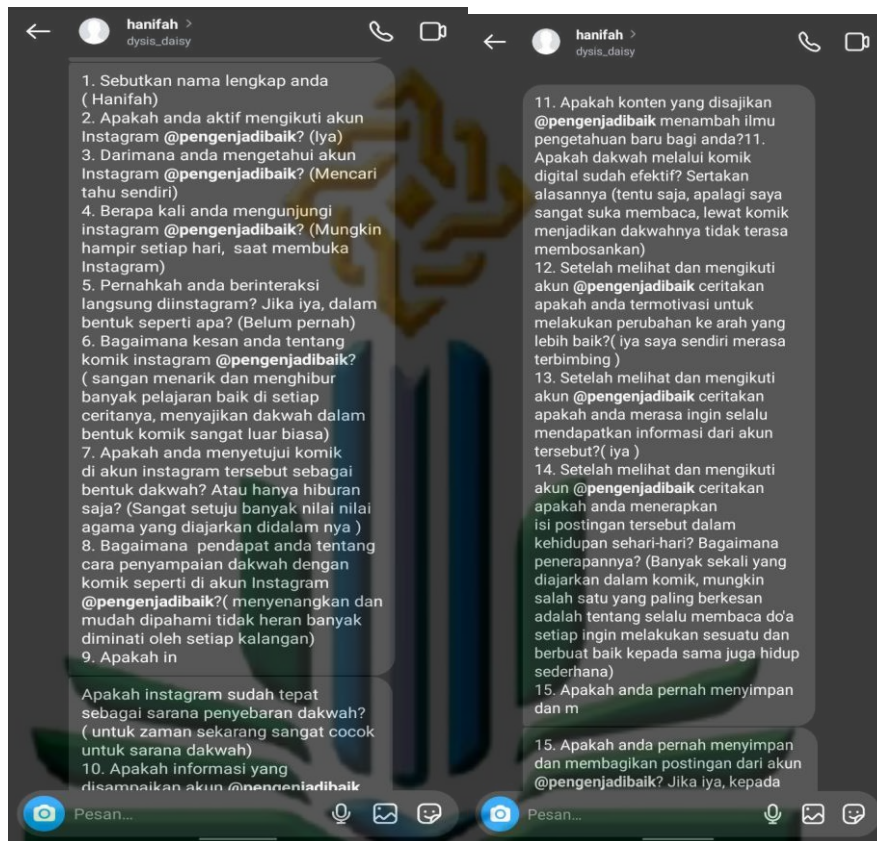 hanifah >
dysis_daisy
1. Sebutkan nama lengkap anda
( Hanifah)
2. Apakah anda aktif mengikuti akun
Instagram @pengenjadibaik? (Iya)
3. Darimana anda mengetahui akun
Instagram @pengenjadibaik? (Mencari
tahu sendiri)
4. Berapa kali anda mengunjungi
instagram @pengenjadibaik? (Mungkin
hampir setiap hari, saat membuka
Instagram)
5. Pernahkah anda berinteraksi
langsung diinstagram? Jika iya, dalam
bentuk seperti apa? (Belum pernah)
6. Bagaimana kesan anda tentang
komik instagram @pengenjadibaik?
( sangan menarik dan menghibur
banyak pelajaran baik di setiap
ceritanya, menyajikan dakwah dalam
bentuk komik sangat luar biasa)
7. Apakah anda menyetujui komik
di akun instagram tersebut sebagai
bentuk dakwah? Atau hanya hiburan
saja? (Sangat setuju banyak nilai nilai
agama yang diajarkan didalam nya )
8. Bagaimana pendapat anda tentang
cara penyampaian dakwah dengan
komik seperti di akun Instagram
@pengenjadibaik?( menyenangkan dan
mudah dipahami tidak heran banyak
diminati oleh setiap kalangan)
9. Apakah in
Apakah instagram sudah tepat
sebagai sarana penyebaran dakwah?
( untuk zaman sekarang sangat cocok
untuk sarana dakwah)
10. Apakah informasi yang
disampaikan akun @pengenjadibaik
Pesan...
hanifah >
dysis_daisy
11. Apakah konten yang disajikan
@pengenjadibaik menambah ilmu
pengetahuan baru bagi anda?11.
Apakah dakwah melalui komik
digital sudah efektif? Sertakan
alasannya (tentu saja, apalagi saya
sangat suka membaca, lewat komik
menjadikan dakwahnya tidak terasa
membosankan)
12. Setelah melihat dan mengikuti
akun @pengenjadibaik ceritakan
apakah anda termotivasi untuk
melakukan perubahan ke arah yang
lebih baik?( iya saya sendiri merasa
terbimbing )
13. Setelah melihat dan mengikuti
akun @pengenjadibaik ceritakan
apakah anda merasa ingin selalu
mendapatkan informasi dari akun
tersebut?( iya )
14. Setelah melihat dan mengikuti
akun @pengenjadibaik ceritakan
apakah anda menerapkan
isi postingan tersebut dalam
kehidupan sehari-hari? Bagaimana
penerapannya? (Banyak sekali yang
diajarkan dalam komik, mungkin
salah satu yang paling berkesan
adalah tentang selalu membaca do'a
setiap ingin melakukan sesuatu dan
berbuat baik kepada sama juga hidup
sederhana)
15. Apakah anda pernah menyimpan
dan m
15. Apakah anda pernah menyimpan
dan membagikan postingan dari akun
@pengenjadibaik? Jika iya, kepada
Pesan...